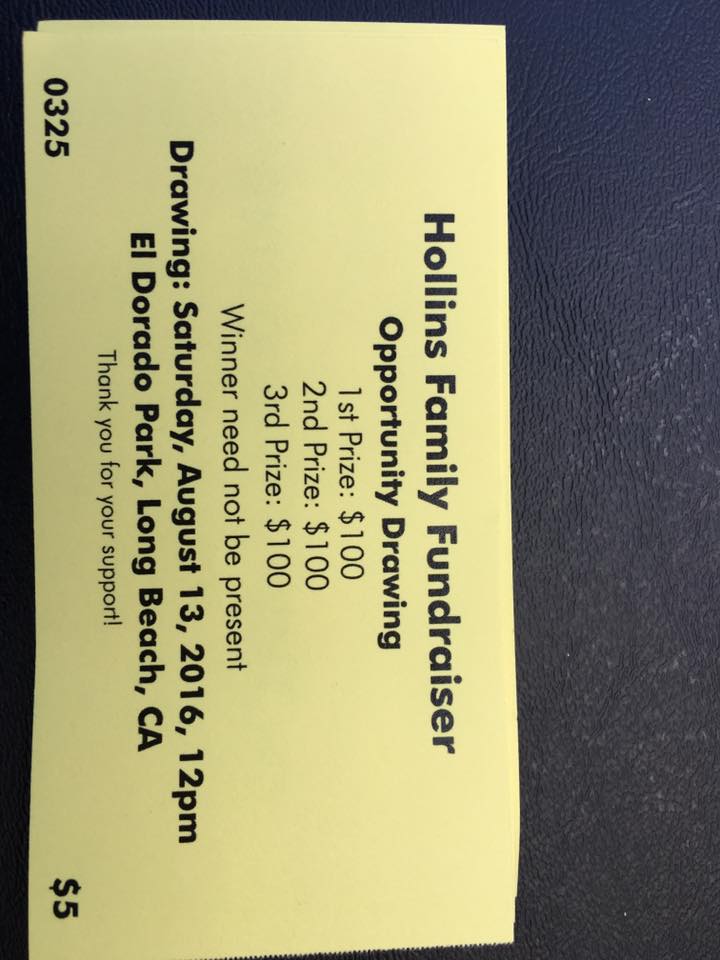 Hollins Family Fundraiser
Opportunity Drawing
1st Prize: $100
2nd Prize: $100
3rd Prize: $100
Winner need not be present
Drawing: Saturday, August 13, 2016, 12pm
El Dorado Park, Long Beach, CA
Thank you for your support!
0325 $5